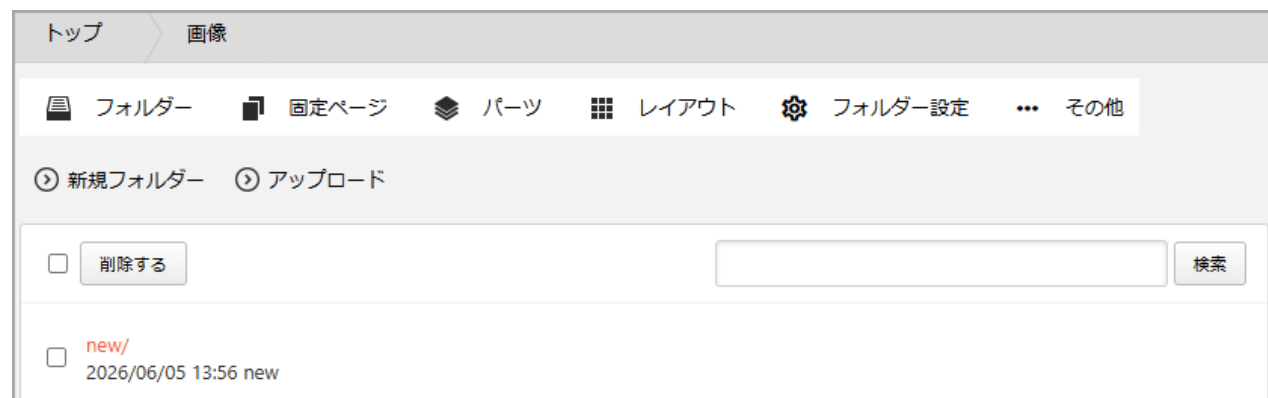 トップ 画像
フォルダー 固定ページ パーツ レイアウト フォルダー設定 ••• その他
新規フォルダー アップロード
削除する 検索
new/
2026/06/05 13:56 new